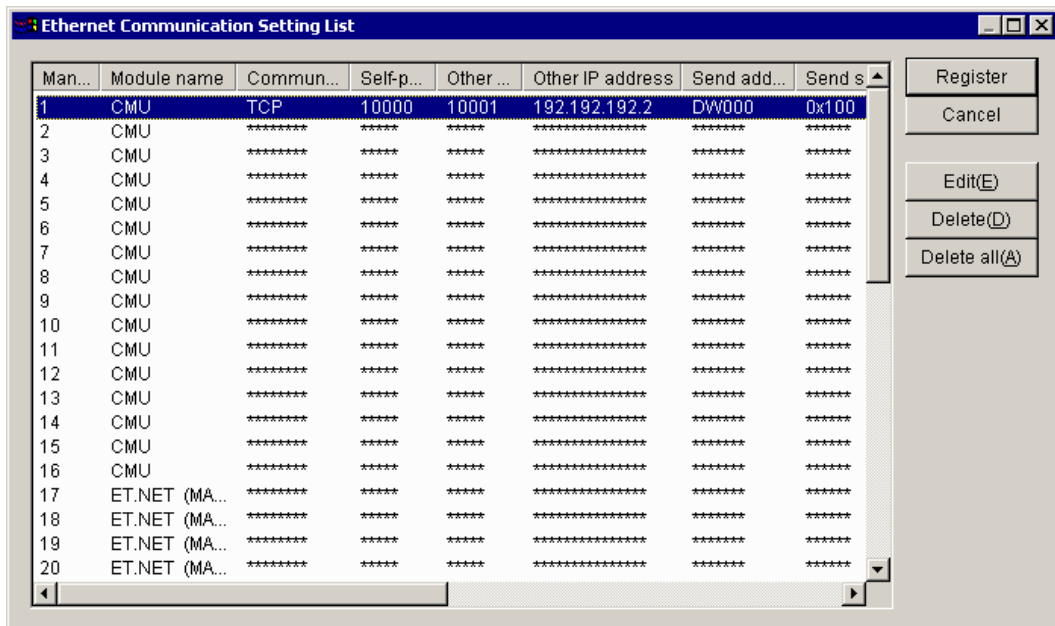 Ethernet Communication Setting List
Man... Module name Commun... Self-p... Other ... Other IP address Send add... Send s
1 CMU TCP 10000 10001 192.192.192.2 DW000 0x100
2 CMU ******** ***** ***** *************** ******* ******
3 CMU ******** ***** ***** *************** ******* ******
4 CMU ******** ***** ***** *************** ******* ******
5 CMU ******** ***** ***** *************** ******* ******
6 CMU ******** ***** ***** *************** ******* ******
7 CMU ******** ***** ***** *************** ******* ******
8 CMU ******** ***** ***** *************** ******* ******
9 CMU ******** ***** ***** *************** ******* ******
10 CMU ******** ***** ***** *************** ******* ******
11 CMU ******** ***** ***** *************** ******* ******
12 CMU ******** ***** ***** *************** ******* ******
13 CMU ******** ***** ***** *************** ******* ******
14 CMU ******** ***** ***** *************** ******* ******
15 CMU ******** ***** ***** *************** ******* ******
16 CMU ******** ***** ***** *************** ******* ******
17 ET.NET (MA... ******** ***** ***** *************** ******* ******
18 ET.NET (MA... ******** ***** ***** *************** ******* ******
19 ET.NET (MA... ******** ***** ***** *************** ******* ******
20 ET.NET (MA... ******** ***** ***** *************** ******* ******
Register
Cancel
Edit(E)
Delete(D)
Delete all(A)